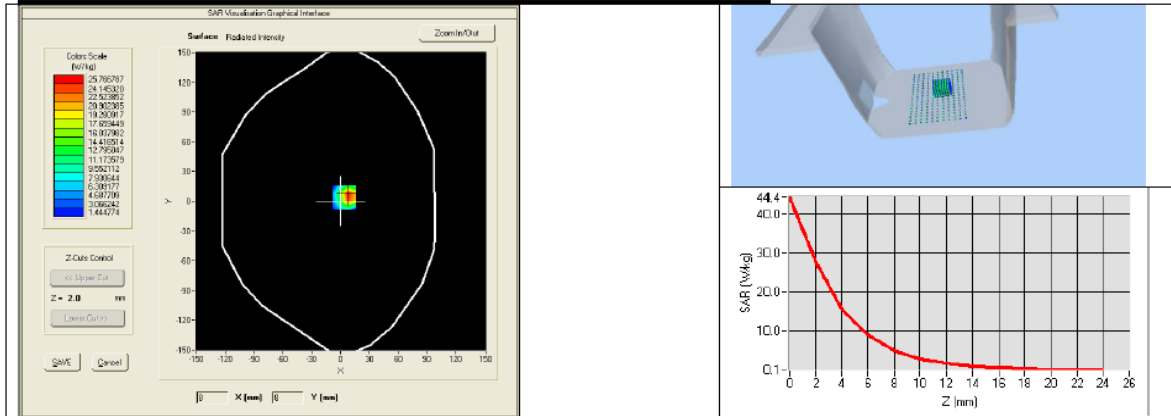 SAR Visualisation Graphical Interface
Surface Radiated Intensity
Zoom In/Out
Colors Scale
(W/kg)
25.766787
24.145320
22.523852
20.902385
19.280917
17.659449
16.037982
14.416514
12.795047
11.173579
9.552112
7.930644
6.309177
4.687709
3.066242
1.444774
150
120
90
60
30
0
-30
-60
-90
-120
-150
Y
-150 -120 -90 -60 -30 0 30 60 90 120 150
X
Z-Cuts Control
<< Upper Cut
Z = 2.0 mm
Lower Cut >>
SAVE Cancel
X (mm) Y (mm)
44.4
40.0
30.0
20.0
10.0
0.1
SAR (W/kg)
0 2 4 6 8 10 12 14 16 18 20 22 24 26
Z (mm)